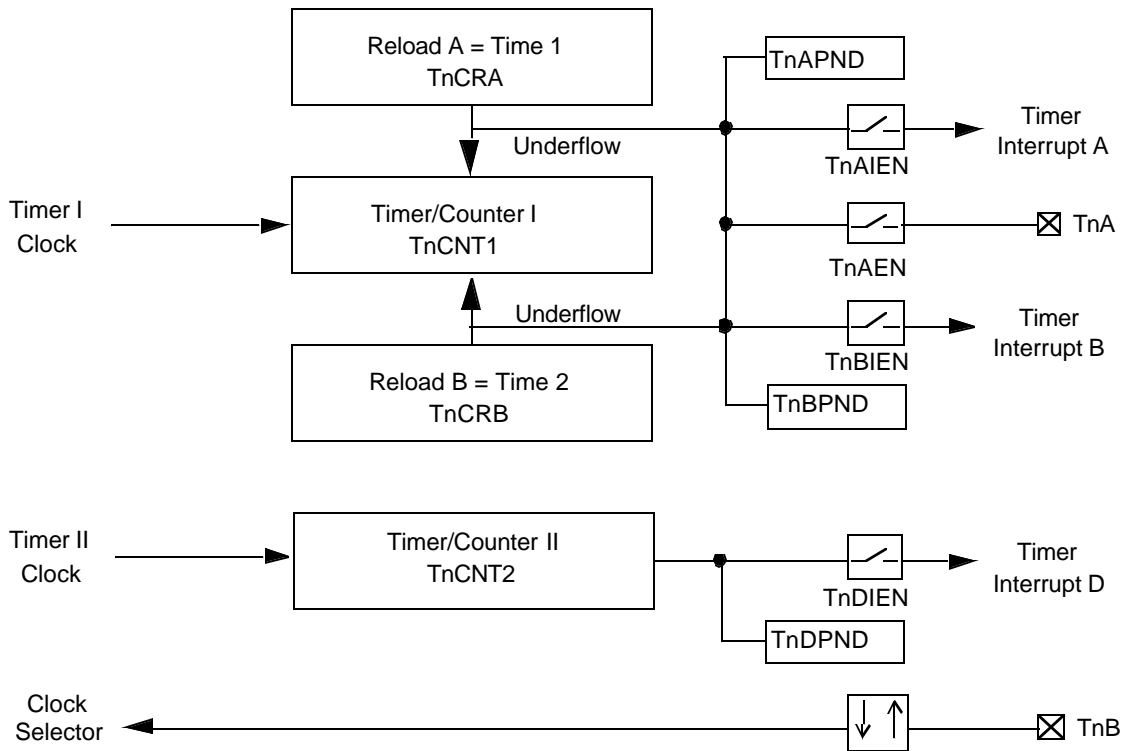 Reload A = Time 1
TnCRA
TnAPND
Timer
Interrupt A
Underflow
TnAIEN
Timer I
Clock
Timer/Counter I
TnCNT1
TnA
TnAEN
Underflow
Timer
Interrupt B
TnBIEN
Reload B = Time 2
TnCRB
TnBPND
Timer II
Clock
Timer/Counter II
TnCNT2
Timer
Interrupt D
TnDIEN
TnDPND
Clock
Selector
TnB